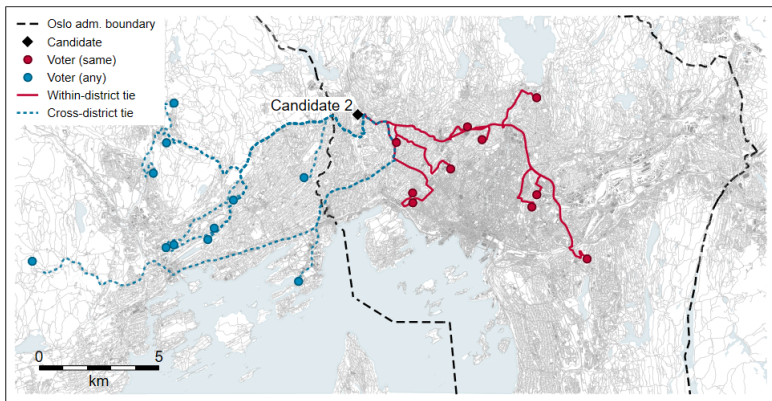 Oslo adm. boundary
Candidate
Voter (same)
Voter (any)
Within-district tie
Cross-district tie
Candidate 2
0 5
km